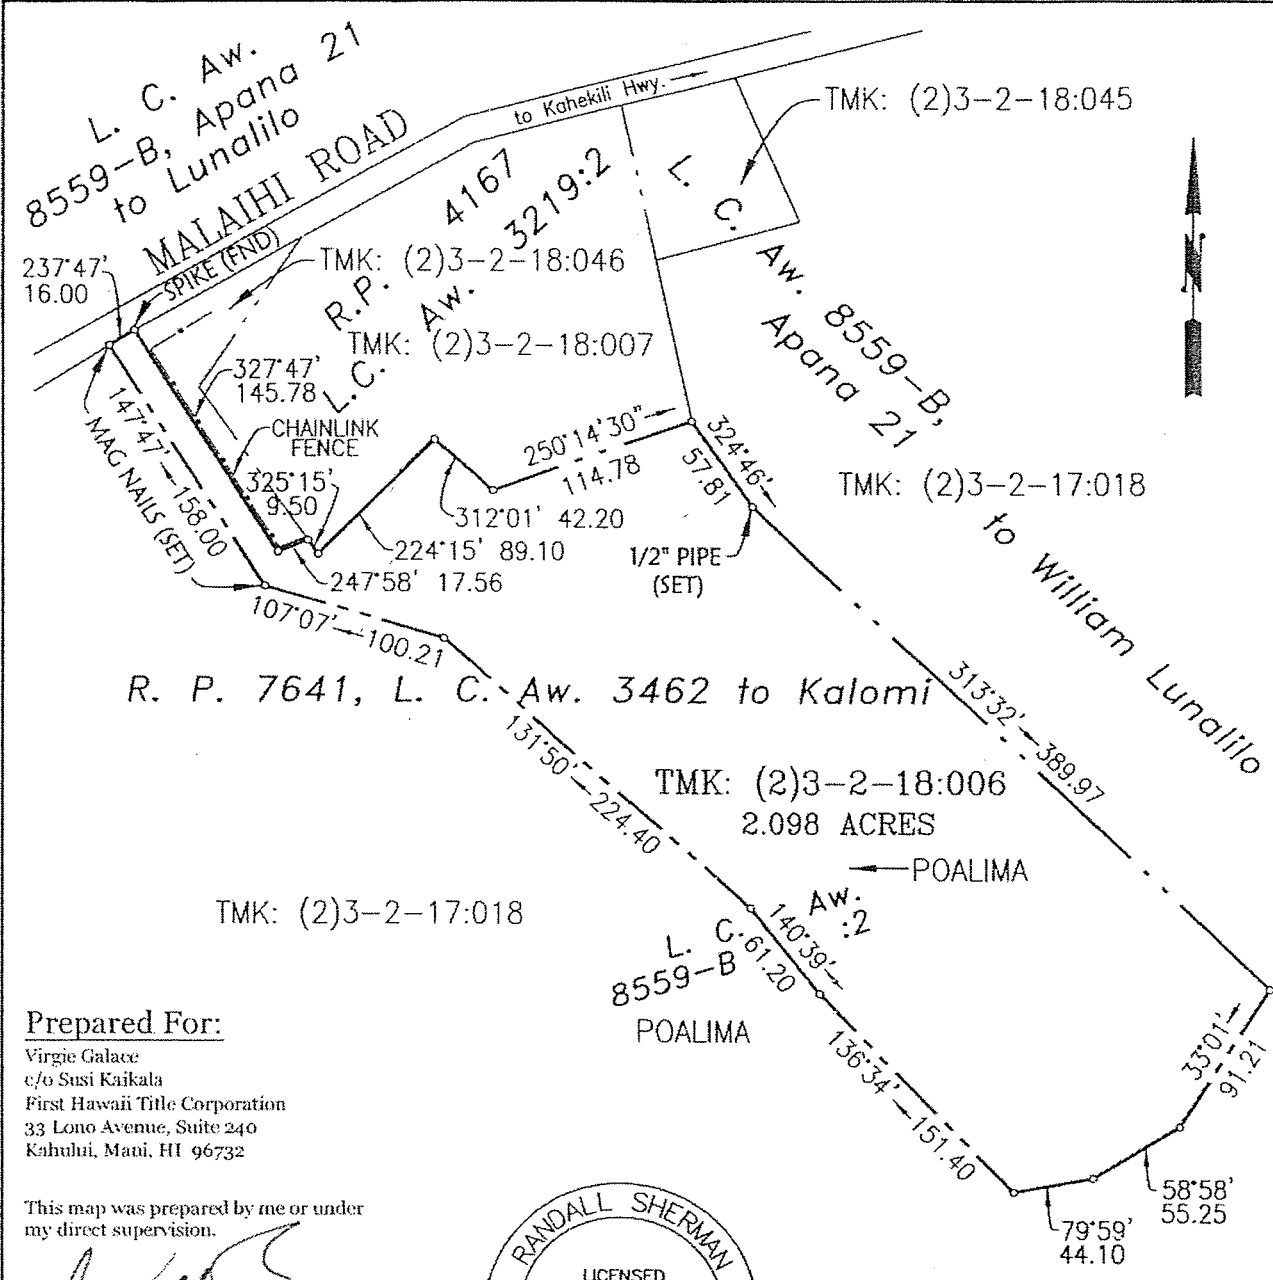 L. C. Aw.
8559-B, Apana 21
to Lunalilo
MALAIHI ROAD
to Kahekili Hwy.
TMK: (2)3-2-18:045
SPIKE (FND)
237°47'
16.00
R.P. 4167
L.C. Aw. 3219:2
TMK: (2)3-2-18:046
TMK: (2)3-2-18:007
L. C. Aw. 8559-B,
Apana 21
to William Lunalilo
N
327°47'
145.78
CHAINLINK
FENCE
147°47' 158.00
MAG NAILS (SET)
325°15'
9.50
250°14'30"
114.78
324°46'
57.81
TMK: (2)3-2-17:018
312°01' 42.20
224°15' 89.10
247°58' 17.56
1/2" PIPE
(SET)
107°07' 100.21
R. P. 7641, L. C. Aw. 3462 to Kalomi
313°32' 389.97
131°50' 224.40
TMK: (2)3-2-18:006
2.098 ACRES
POALIMA
TMK: (2)3-2-17:018
L. C. Aw.
8559-B :2
140°39'
61.20
POALIMA
136°34' 151.40
33°01'
91.21
58°58'
55.25
79°59'
44.10
Prepared For:
Virgie Galace
c/o Susi Kaikala
First Hawaii Title Corporation
33 Lono Avenue, Suite 240
Kahului, Maui, HI 96732
This map was prepared by me or under
my direct supervision.
RANDALL SHERMAN
LICENSED